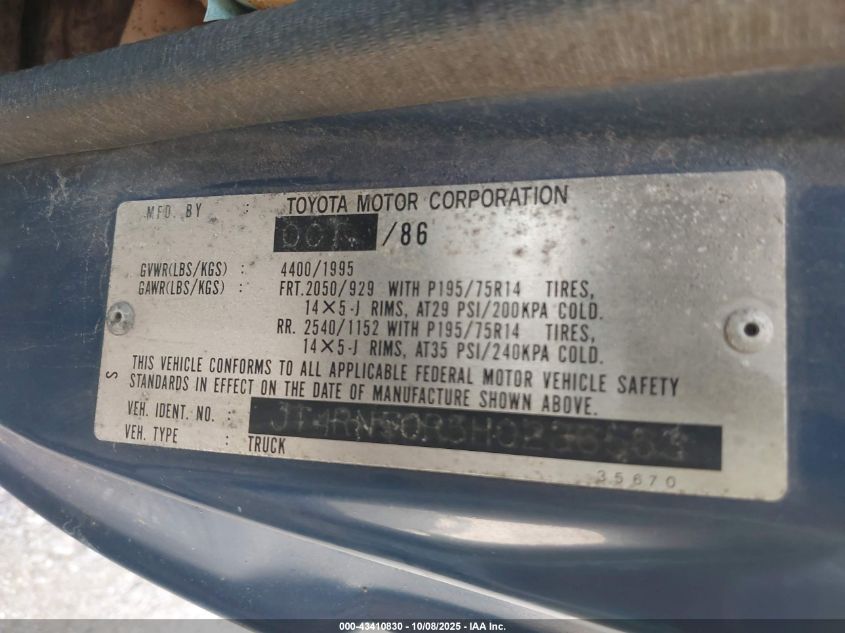 MFD. BY : TOYOTA MOTOR CORPORATION
OCT. /86
GVWR(LBS/KGS) : 4400/1995
GAWR(LBS/KGS) : FRT.2050/929 WITH P195/75R14 TIRES,
14×5-J RIMS, AT29 PSI/200KPA COLD.
RR. 2540/1152 WITH P195/75R14 TIRES,
14×5-J RIMS, AT35 PSI/240KPA COLD.
THIS VEHICLE CONFORMS TO ALL APPLICABLE FEDERAL MOTOR VEHICLE SAFETY
S STANDARDS IN EFFECT ON THE DATE OF MANUFACTURE SHOWN ABOVE.
VEH. IDENT. NO. :
VEH. TYPE : TRUCK
35670
000-43410830 - 10/08/2025 - IAA Inc.